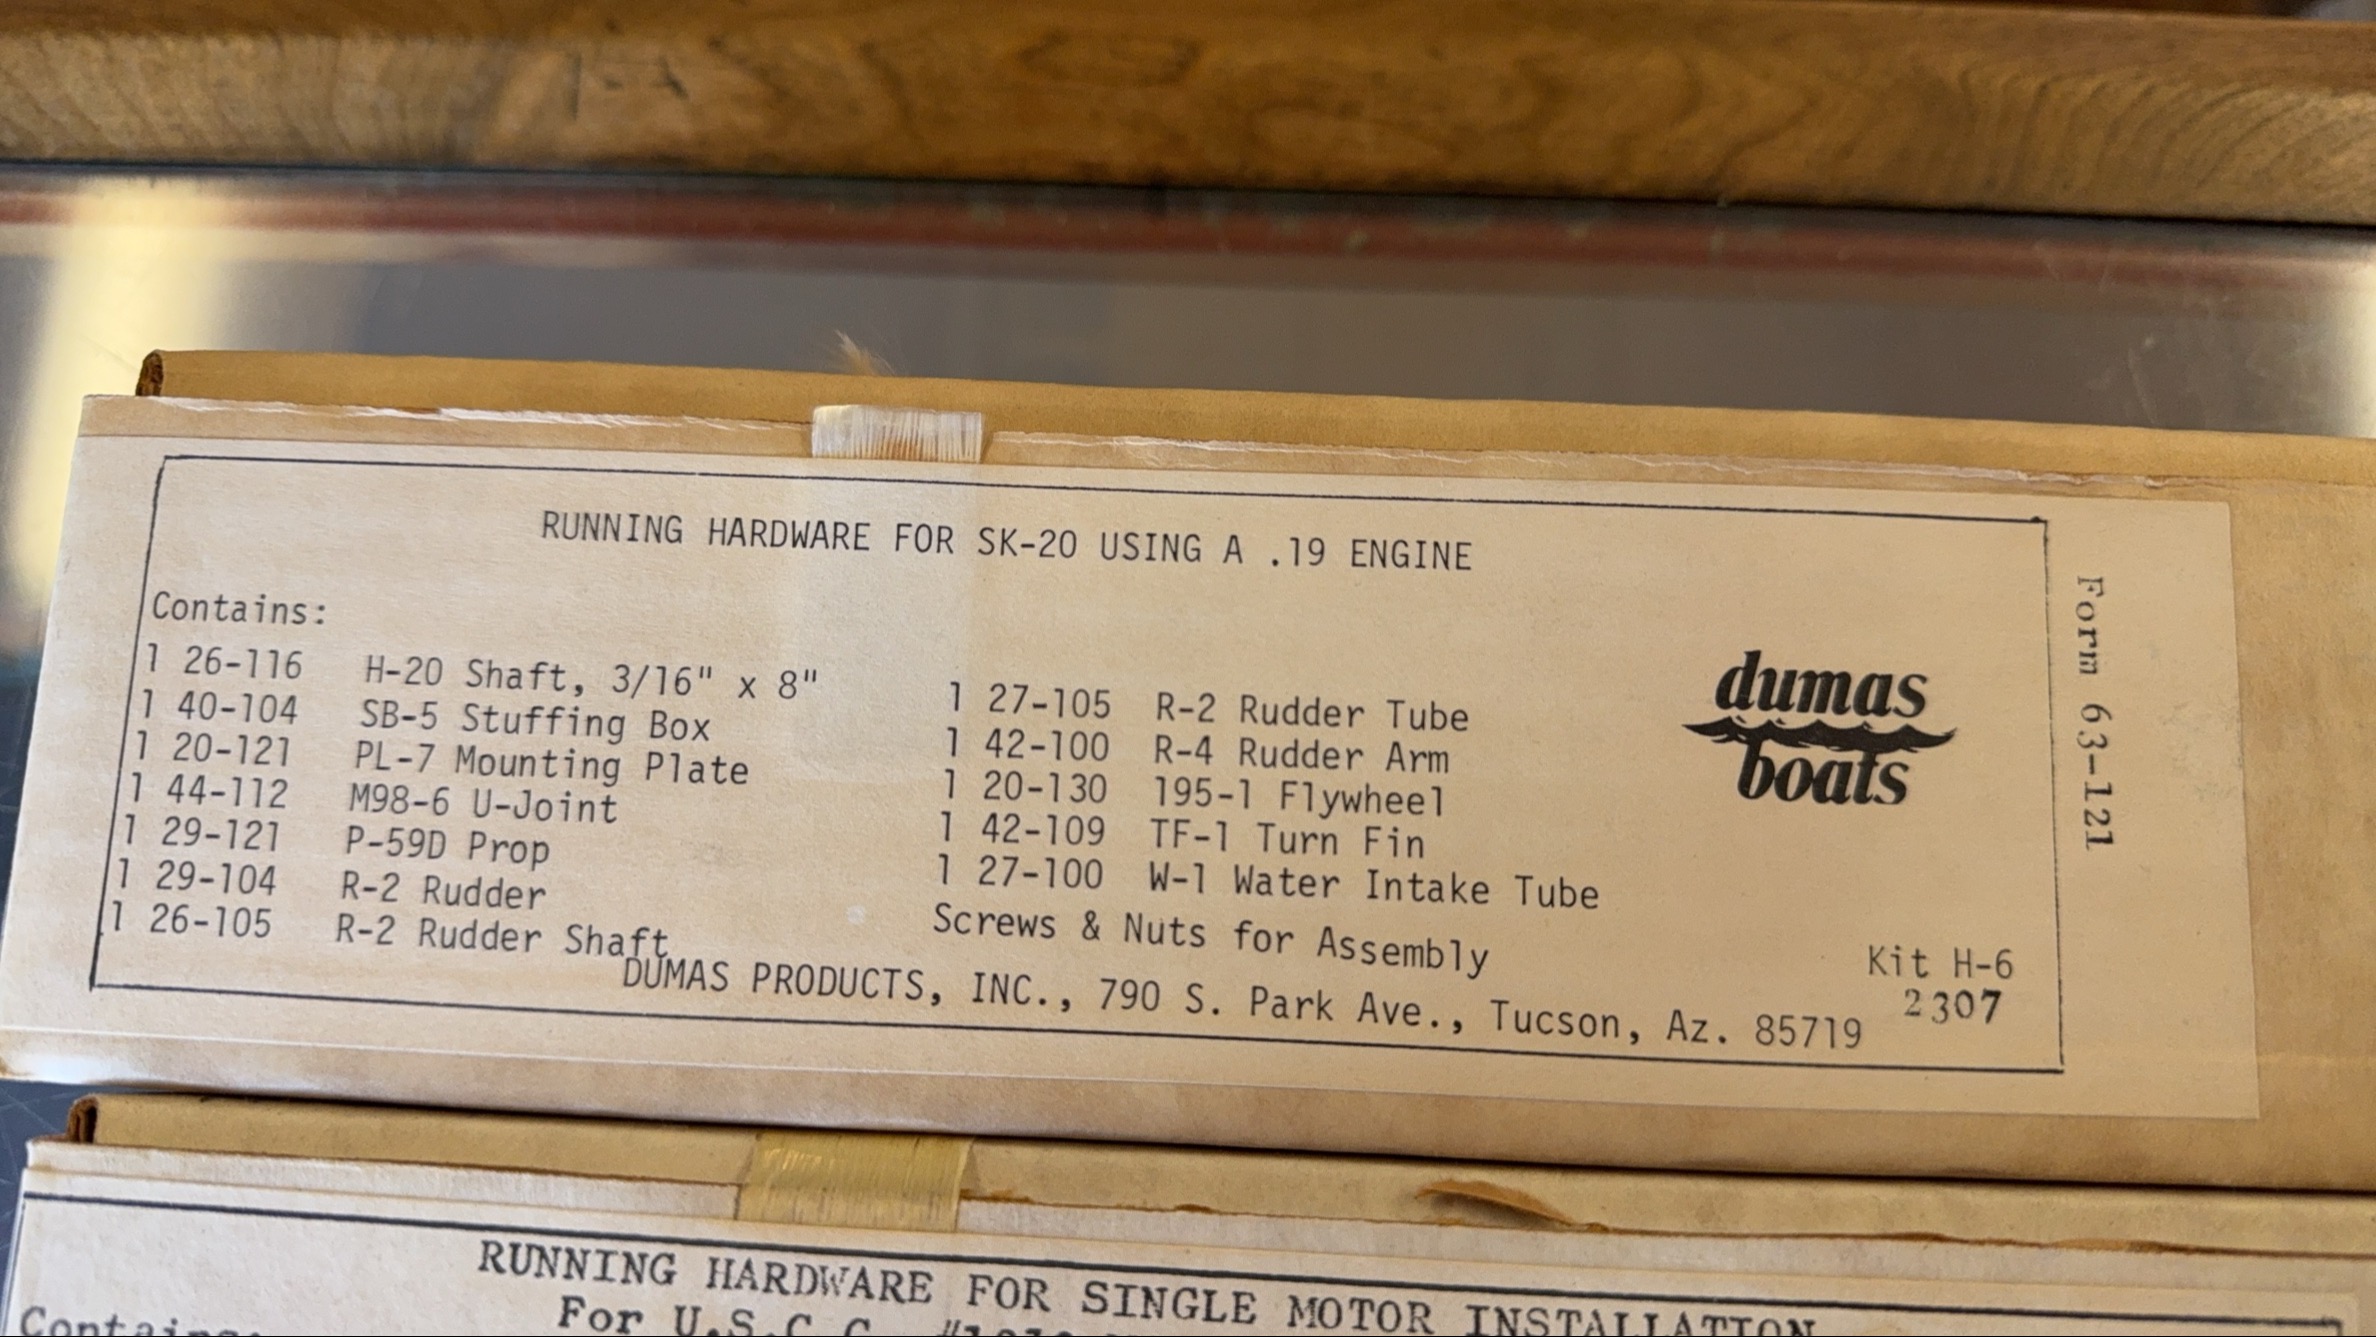 RUNNING HARDWARE FOR SK-20 USING A .19 ENGINE
Contains:
1 26-116 H-20 Shaft, 3/16" x 8"
1 40-104 SB-5 Stuffing Box
1 20-121 PL-7 Mounting Plate
1 44-112 M98-6 U-Joint
1 29-121 P-59D Prop
1 29-104 R-2 Rudder
1 26-105 R-2 Rudder Shaft
1 27-105 R-2 Rudder Tube
1 42-100 R-4 Rudder Arm
1 20-130 195-1 Flywheel
1 42-109 TF-1 Turn Fin
1 27-100 W-1 Water Intake Tube
Screws & Nuts for Assembly
dumas
boats
Kit H-6
2307
DUMAS PRODUCTS, INC., 790 S. Park Ave., Tucson, Az. 85719
Form 63-121
RUNNING HARDWARE FOR SINGLE MOTOR INSTALLATION
For U.S.C.G.
Contains: